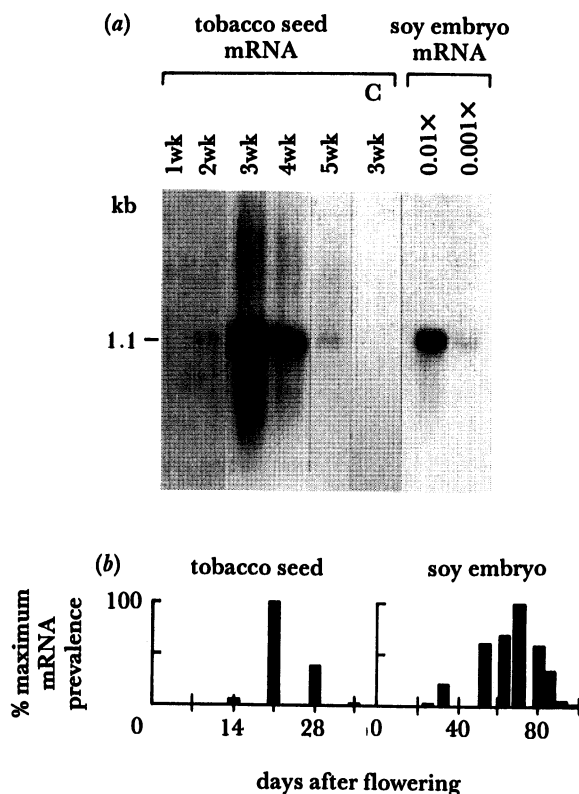 (a)
tobacco seed
mRNA
soy embryo
mRNA
C
1wk 2wk 3wk 4wk 5wk 3wk 0.01× 0.001×
kb
1.1
(b)
tobacco seed soy embryo
% maximum
mRNA
prevalence
100
0 14 28 0 40 80
days after flowering